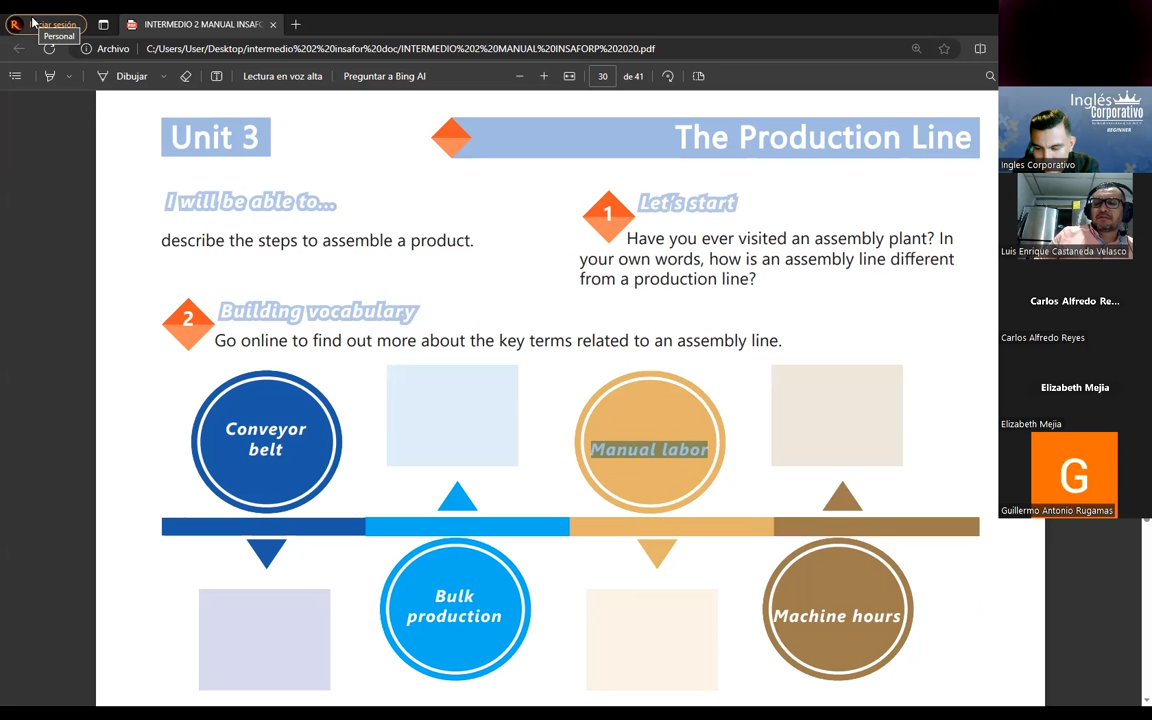 R Iniciar sesión
Personal
INTERMEDIO 2 MANUAL INSAFO
Archivo
C:/Users/User/Desktop/intermedio%202%20insafor%20doc/INTERMEDIO%202%20MANUAL%20INSAFORP%202020.pdf
Dibujar
Lectura en voz alta
Preguntar a Bing AI
30
de 41
Unit 3
The Production Line
I will be able to...
describe the steps to assemble a product.
1
Let's start
Have you ever visited an assembly plant? In
your own words, how is an assembly line different
from a production line?
2
Building vocabulary
Go online to find out more about the key terms related to an assembly line.
Conveyor
belt
Manual labor
Bulk
production
Machine hours
Inglés
Corporativo
BEGINNER
Ingles Corporativo
Luis Enrique Castaneda Velasco
Carlos Alfredo Re...
Carlos Alfredo Reyes
Elizabeth Mejia
Elizabeth Mejia
G
Guillermo Antonio Rugamas